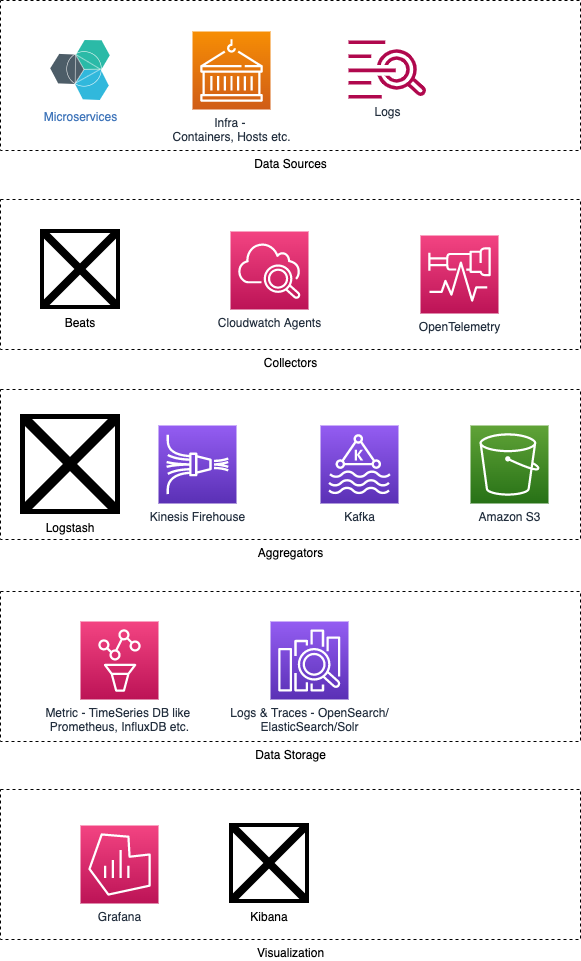 Microservices
Infra -
Containers, Hosts etc.
Logs
Data Sources
Beats
Cloudwatch Agents
OpenTelemetry
Collectors
K
Logstash
Kinesis Firehouse
Kafka
Amazon S3
Aggregators
Metric - TimeSeries DB like
Prometheus, InfluxDB etc.
Logs & Traces - OpenSearch/
ElasticSearch/Solr
Data Storage
Grafana
Kibana
Visualization